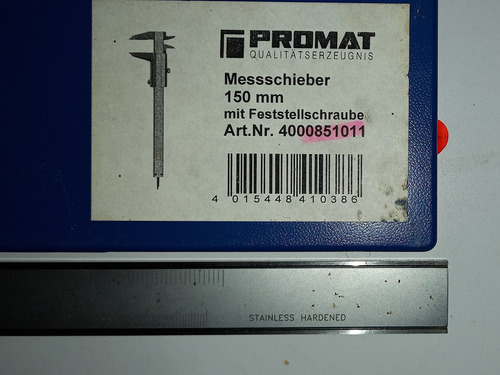 PROMAT
QUALITÄTSERZEUGNIS
Messschieber
150 mm
mit Feststellschraube
Art.Nr. 4000851011
4 015448 410386
STAINLESS HARDENED